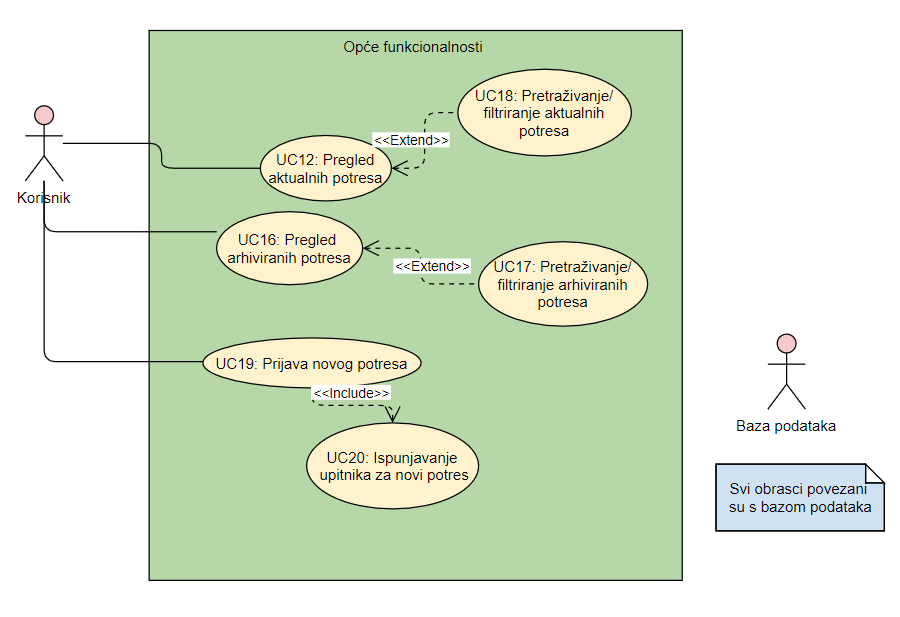 Opće funkcionalnosti
UC18: Pretraživanje/
filtriranje aktualnih
potresa
<<Extend>>
UC12: Pregled
aktualnih potresa
Korisnik
UC16: Pregled
arhiviranih potresa
<<Extend>>
UC17: Pretraživanje/
filtriranje arhiviranih
potresa
UC19: Prijava novog potresa
<<Include>>
UC20: Ispunjavanje
upitnika za novi potres
Baza podataka
Svi obrasci povezani
su s bazom podataka